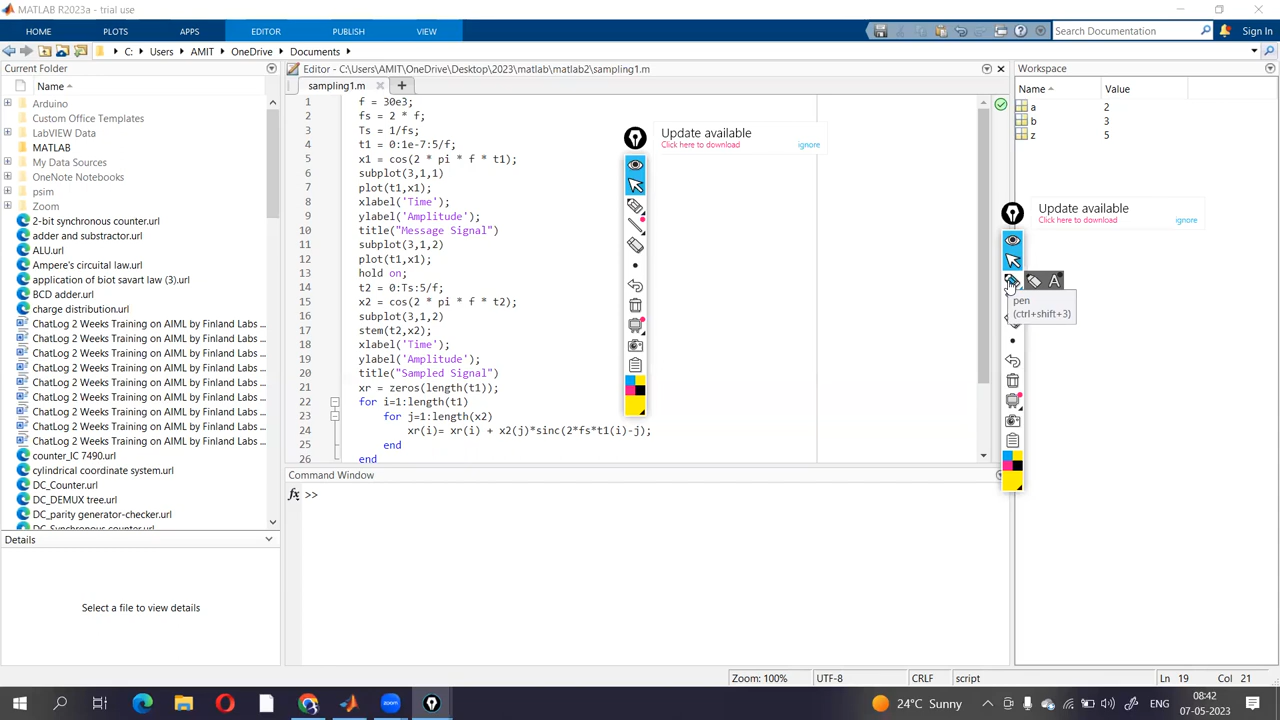 MATLAB R2023a - trial use
HOME PLOTS APPS EDITOR PUBLISH VIEW Search Documentation Sign In
C: Users AMIT OneDrive Documents
Current Folder
Name
Arduino
Custom Office Templates
LabVIEW Data
MATLAB
My Data Sources
OneNote Notebooks
psim
Zoom
2-bit synchronous counter.url
adder and substractor.url
ALU.url
Ampere's circuital law.url
application of biot savart law (3).url
BCD adder.url
charge distribution.url
ChatLog 2 Weeks Training on AIML by Finland Labs ...
ChatLog 2 Weeks Training on AIML by Finland Labs ...
ChatLog 2 Weeks Training on AIML by Finland Labs ...
ChatLog 2 Weeks Training on AIML by Finland Labs ...
ChatLog 2 Weeks Training on AIML by Finland Labs ...
ChatLog 2 Weeks Training on AIML by Finland Labs ...
ChatLog 2 Weeks Training on AIML by Finland Labs ...
ChatLog 2 Weeks Training on AIML by Finland Labs ...
ChatLog 2 Weeks Training on AIML by Finland Labs ...
counter_IC 7490.url
cylindrical coordinate system.url
DC_Counter.url
DC_DEMUX tree.url
DC_parity generator-checker.url
DC_Synchronous counter.url
Details
Select a file to view details
Editor - C:\Users\AMIT\OneDrive\Desktop\2023\matlab\matlab2\sampling1.m
sampling1.m
1 f = 30e3;
2 fs = 2 * f;
3 Ts = 1/fs;
4 t1 = 0:1e-7:5/f;
5 x1 = cos(2 * pi * f * t1);
6 subplot(3,1,1)
7 plot(t1,x1);
8 xlabel('Time');
9 ylabel('Amplitude');
10 title("Message Signal")
11 subplot(3,1,2)
12 plot(t1,x1);
13 hold on;
14 t2 = 0:Ts:5/f;
15 x2 = cos(2 * pi * f * t2);
16 subplot(3,1,2)
17 stem(t2,x2);
18 xlabel('Time');
19 ylabel('Amplitude');
20 title("Sampled Signal")
21 xr = zeros(length(t1));
22 for i=1:length(t1)
23 for j=1:length(x2)
24 xr(i)= xr(i) + x2(j)*sinc(2*fs*t1(i)-j);
25 end
26 end
Update available
Click here to download ignore
Command Window
fx >>
Workspace
Name Value
a 2
b 3
z 5
Update available
Click here to download ignore
A
pen
(ctrl+shift+3)
Zoom: 100% UTF-8 CRLF script Ln 19 Col 21
zoom
24°C Sunny
08:42
07-05-2023